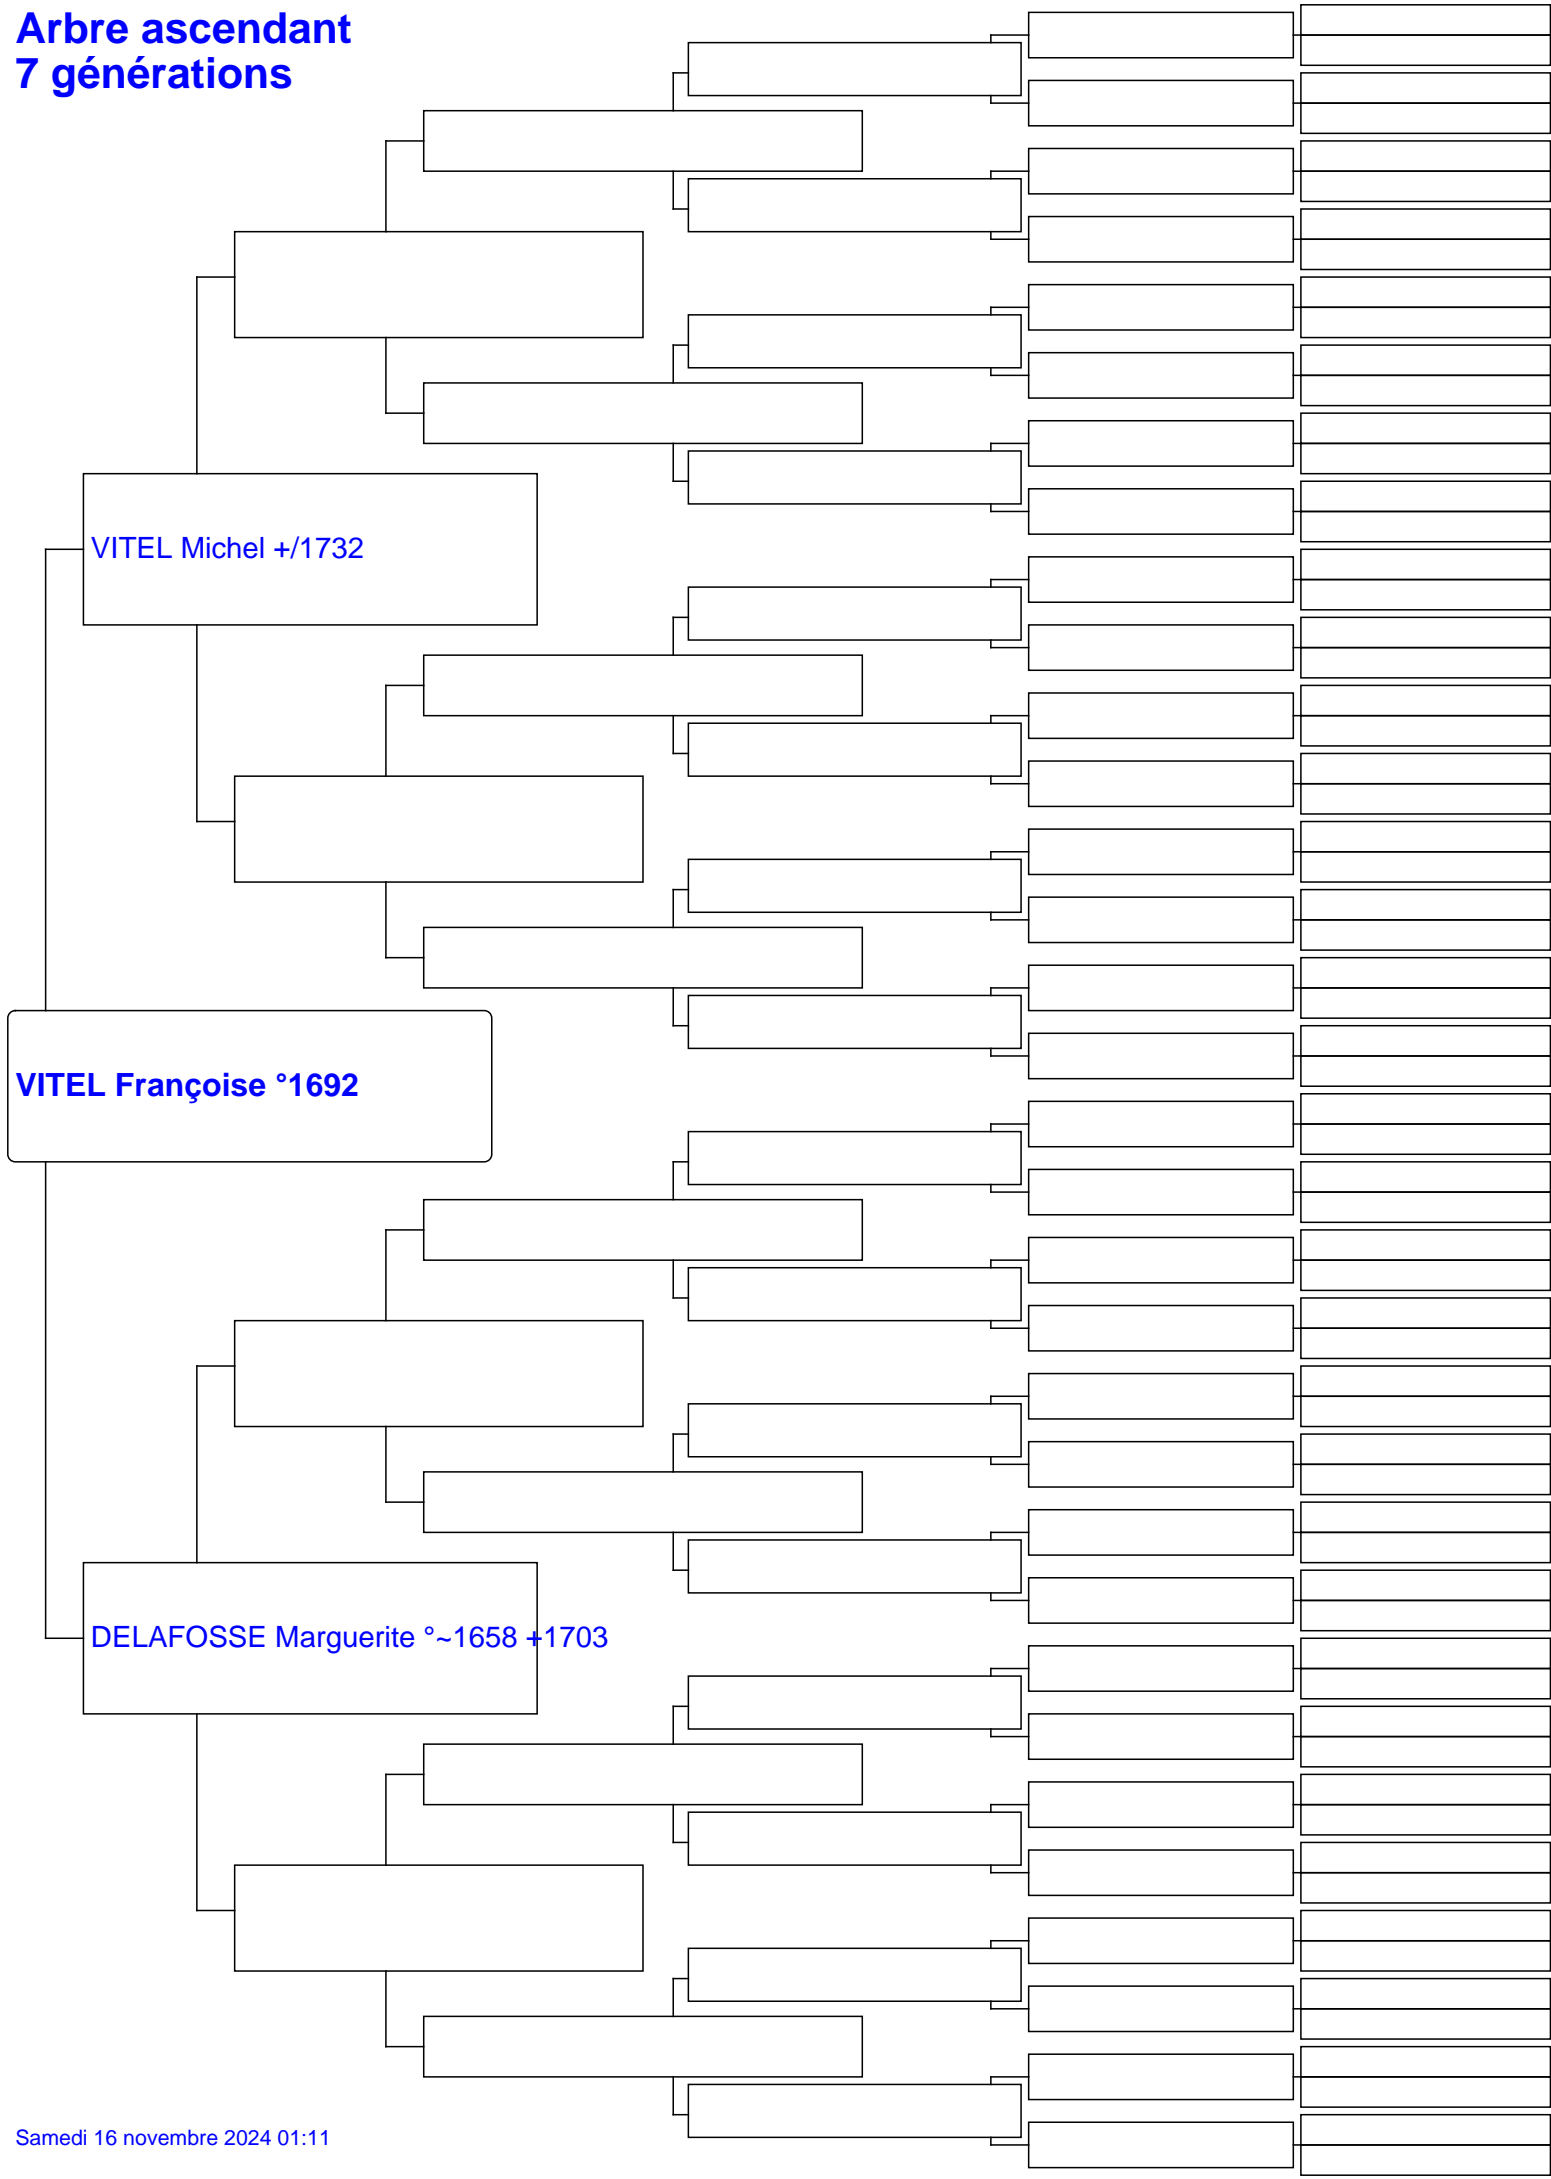 Arbre ascendant
7 générations
VITEL Michel +/1732
VITEL Françoise °1692
DELAFOSSE Marguerite °~1658 +1703
Samedi 16 novembre 2024 01:11